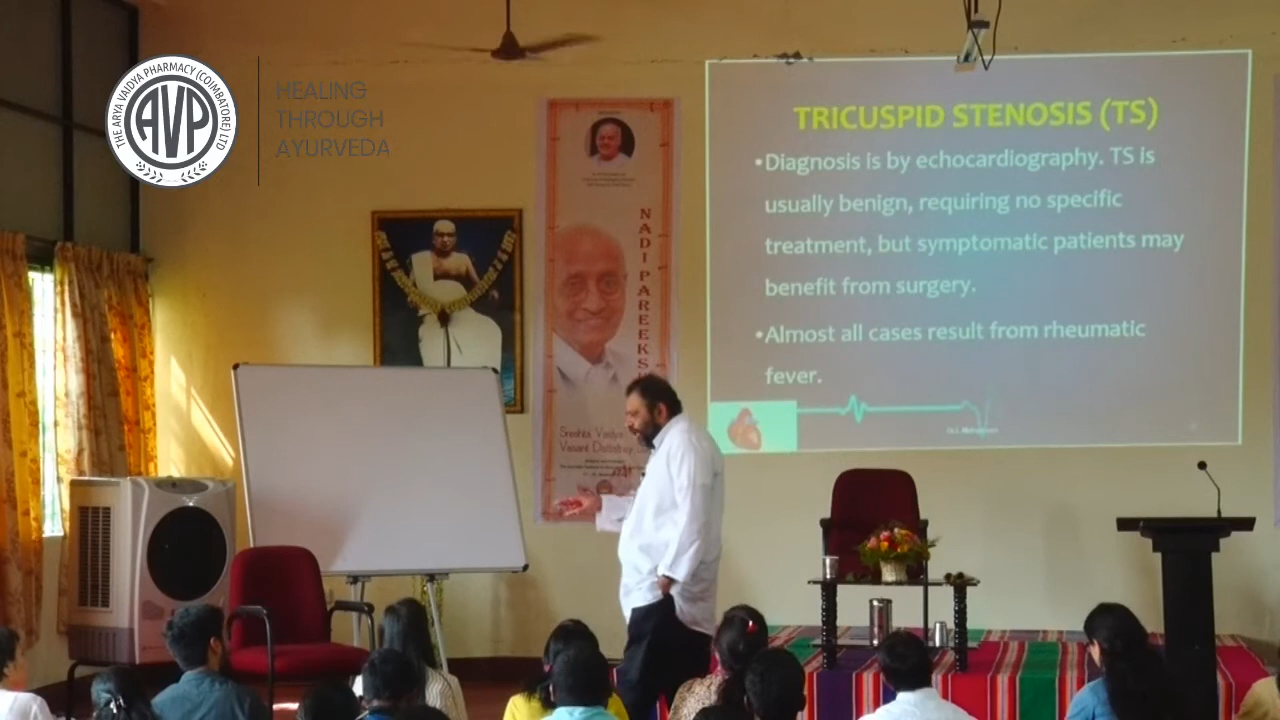 THE ARYA VAIDYA PHARMACY (COIMBATORE) LTD
AVP
HEALING
THROUGH
AYURVEDA
NADI PAREEKS
Vasant Dattatray
TRICUSPID STENOSIS (TS)
•Diagnosis is by echocardiography. TS is
usually benign, requiring no specific
treatment, but symptomatic patients may
benefit from surgery.
•Almost all cases result from rheumatic
fever.